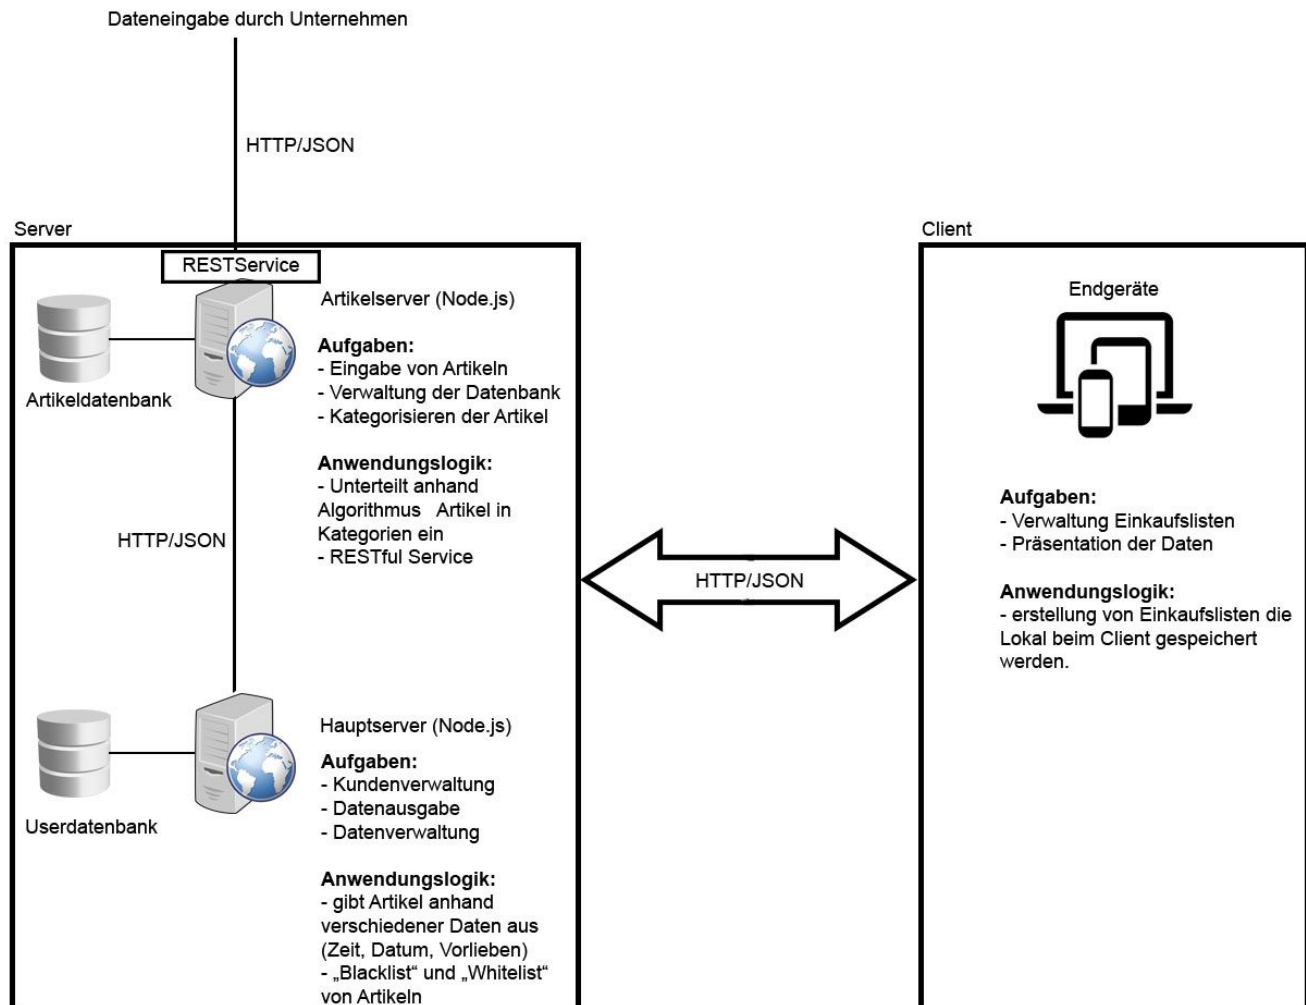 Dateneingabe durch Unternehmen
HTTP/JSON
Server
RESTService
Artikelserver (Node.js)
Aufgaben:
- Eingabe von Artikeln
- Verwaltung der Datenbank
- Kategorisieren der Artikel
Artikeldatenbank
Anwendungslogik:
- Unterteilt anhand
Algorithmus Artikel in
Kategorien ein
- RESTful Service
HTTP/JSON
Hauptserver (Node.js)
Aufgaben:
- Kundenverwaltung
- Datenausgabe
- Datenverwaltung
Userdatenbank
Anwendungslogik:
- gibt Artikel anhand
verschiedener Daten aus
(Zeit, Datum, Vorlieben)
- „Blacklist“ und „Whitelist“
von Artikeln
HTTP/JSON
Client
Endgeräte
Aufgaben:
- Verwaltung Einkaufslisten
- Präsentation der Daten
Anwendungslogik:
- erstellung von Einkaufslisten die
Lokal beim Client gespeichert
werden.